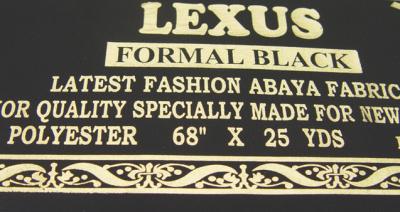 LEXUS
FORMAL BLACK
LATEST FASHION ABAYA FABRIC
QUALITY SPECIALLY MADE FOR NEW
POLYESTER 68" X 25 YDS